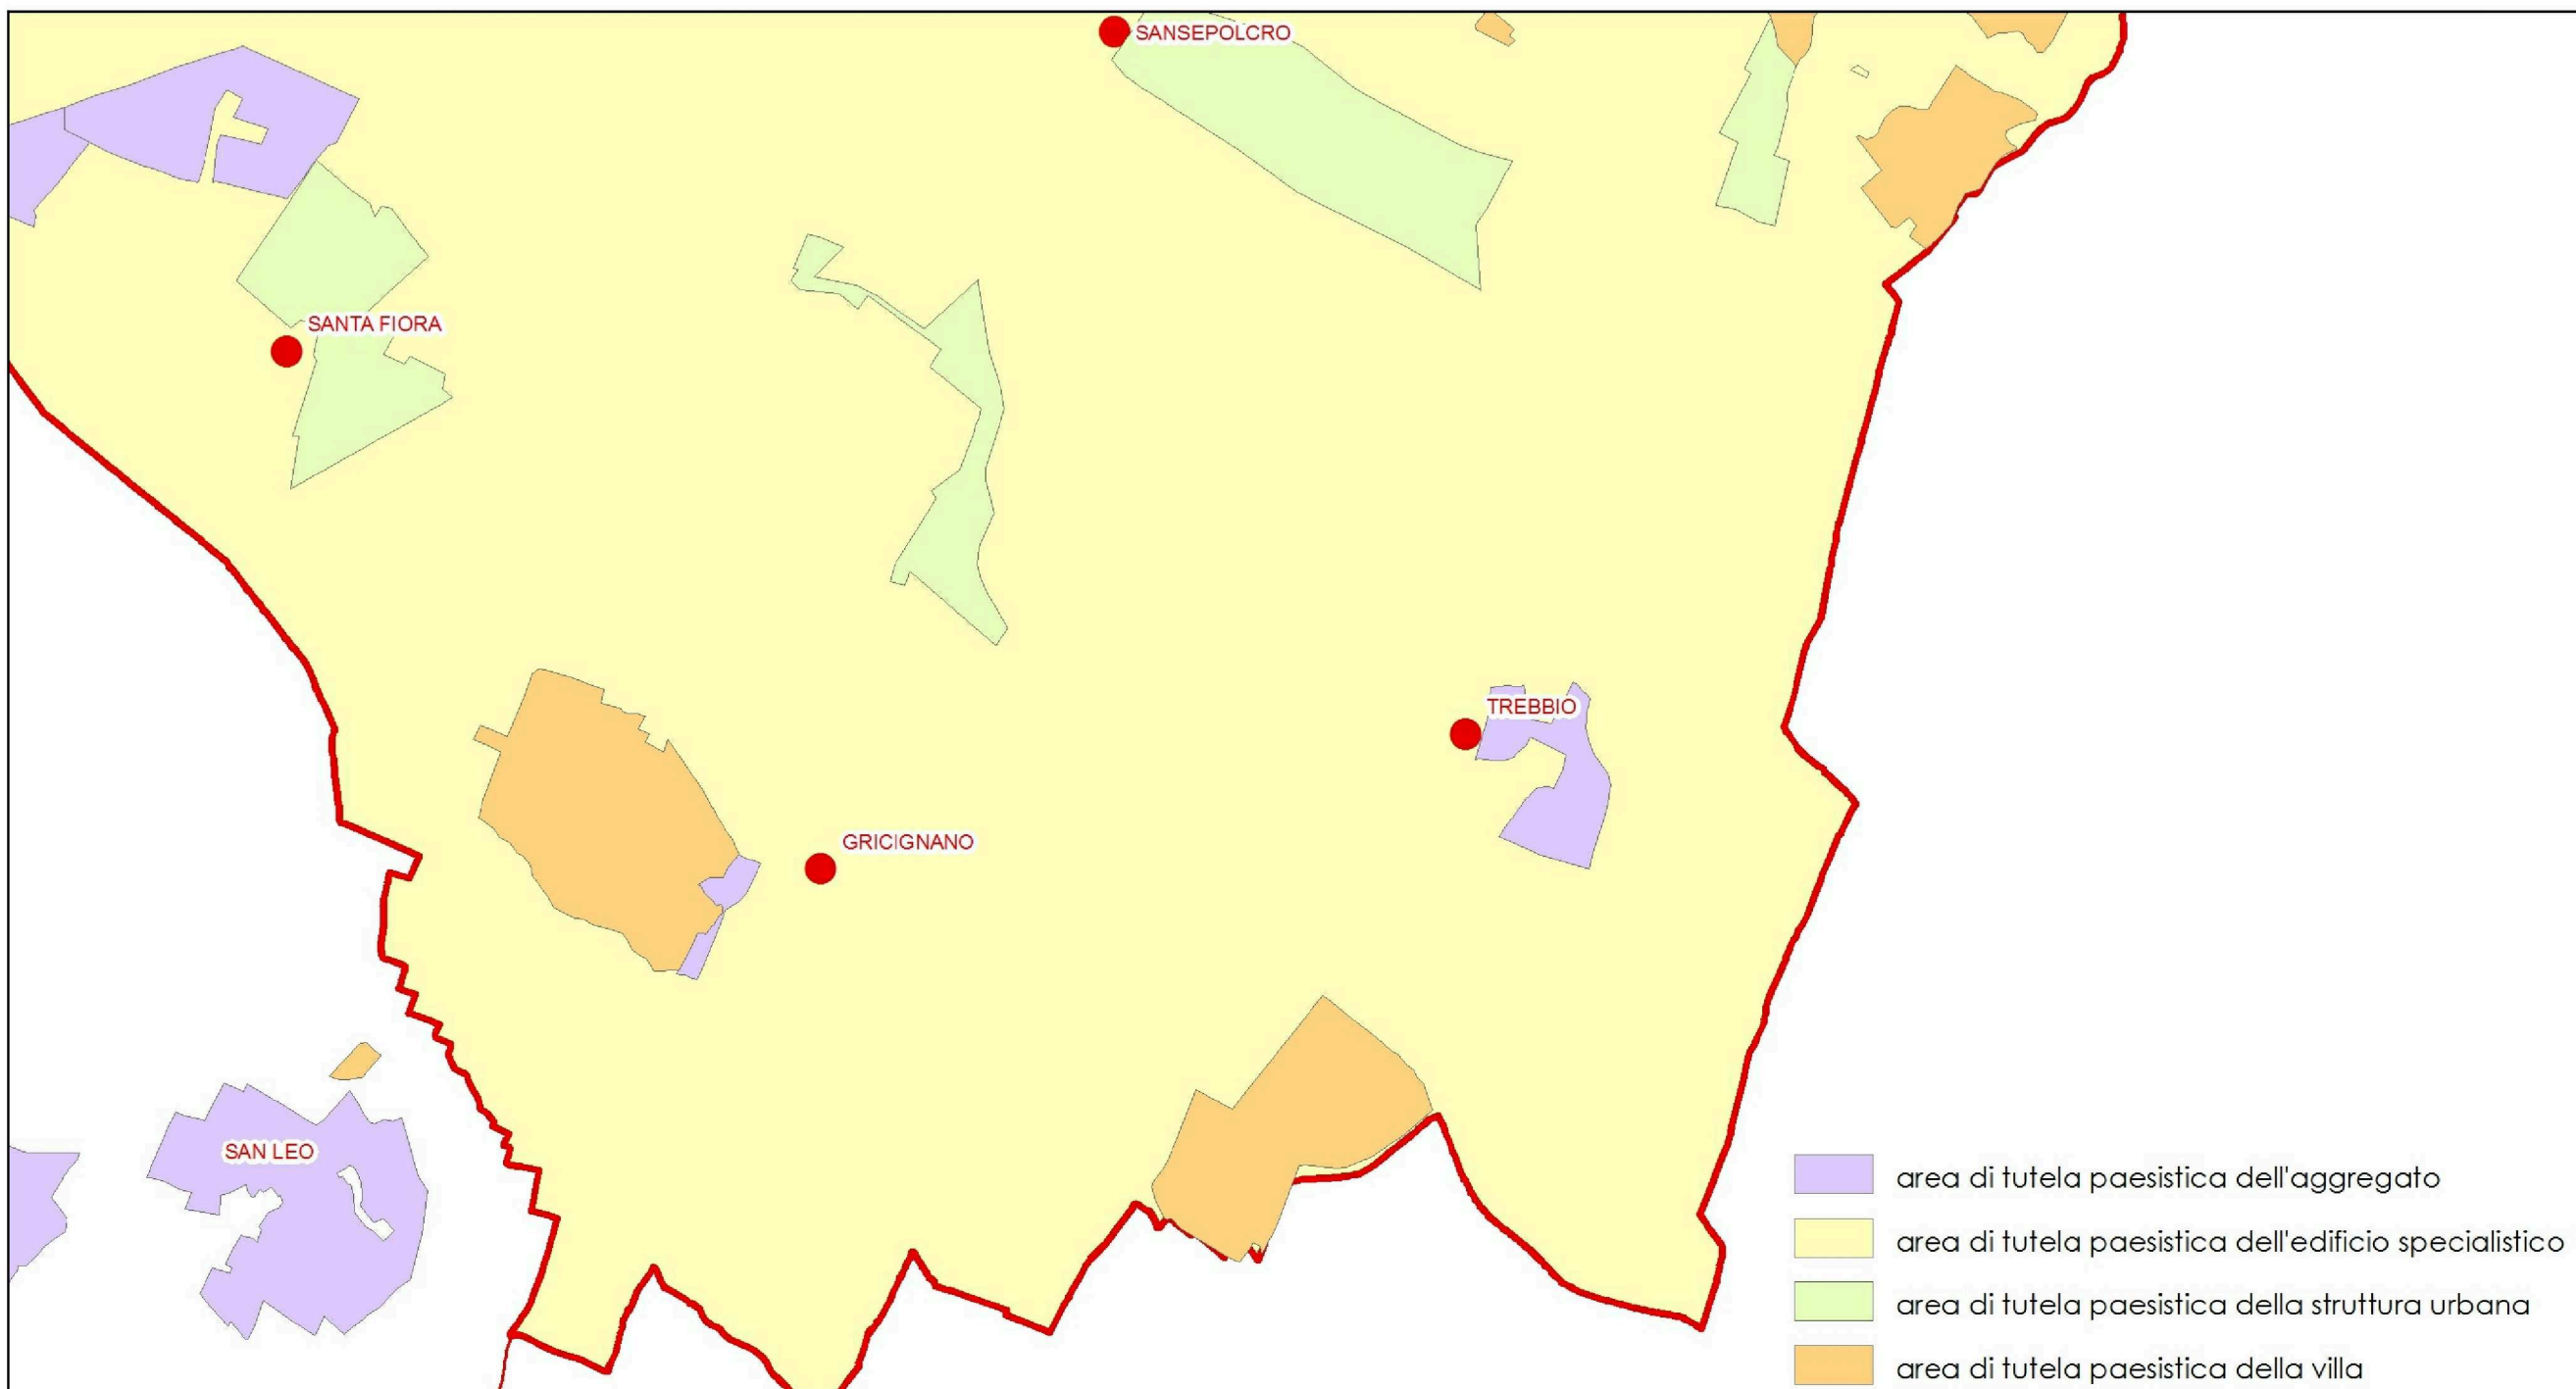 SANSEPOLCRO
SANTA FIORA
TREBBIO
GRICIGNANO
SAN LEO
area di tutela paesistica dell'aggregato
area di tutela paesistica dell'edificio specialistico
area di tutela paesistica della struttura urbana
area di tutela paesistica della villa